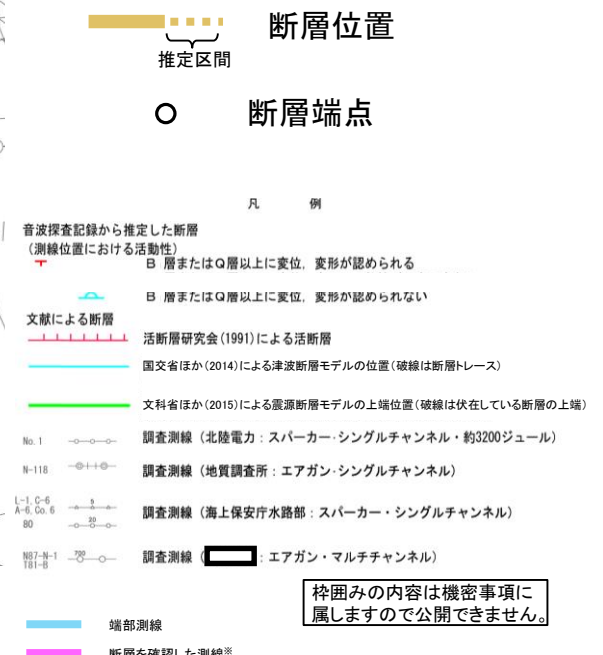 断層位置
推定区間
断層端点
凡 例
音波探査記録から推定した断層
（測線位置における活動性）
B 層またはQ層以上に変位，変形が認められる
B 層またはQ層以上に変位，変形が認められない
文献による断層
活断層研究会(1991)による活断層
国交省ほか(2014)による津波断層モデルの位置(破線は断層トレース)
文科省ほか(2015)による震源断層モデルの上端位置(破線は伏在している断層の上端)
No. 1 調査測線（北陸電力：スパーカー・シングルチャンネル・約3200ジュール）
N-118 調査測線（地質調査所：エアガン・シングルチャンネル）
L-1, C-6
A-6, Co. 6 5 調査測線（海上保安庁水路部：スパーカー・シングルチャンネル）
80 20
N87-N-1 700 調査測線（ ：エアガン・マルチチャンネル）
T81-B
枠囲みの内容は機密事項に
属しますので公開できません。
端部測線
断層を確認した測線※